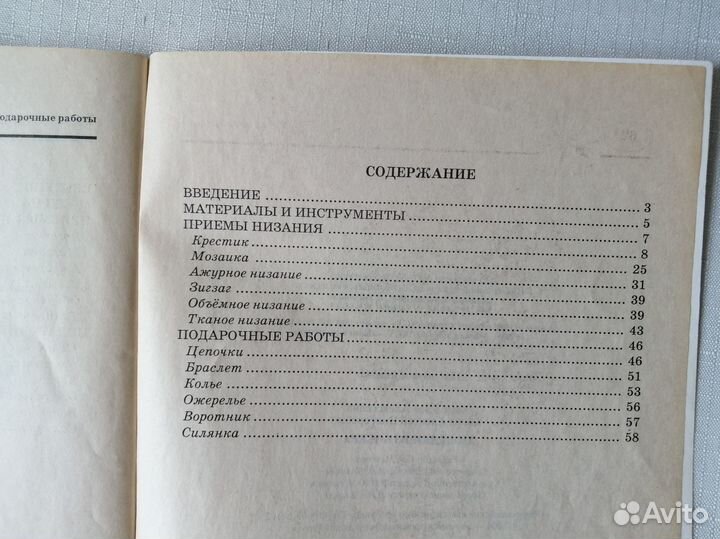 одарочные работы
СОДЕРЖАНИЕ
ВВЕДЕНИЕ 3
МАТЕРИАЛЫ И ИНСТРУМЕНТЫ 5
ПРИЕМЫ НИЗАНИЯ 7
Крестик 8
Мозаика 25
Ажурное низание 31
Зигзаг 39
Объёмное низание 39
Тканое низание 43
ПОДАРОЧНЫЕ РАБОТЫ 46
Цепочки 46
Браслет 51
Колье 53
Ожерелье 56
Воротник 57
Силянка 58
Avito